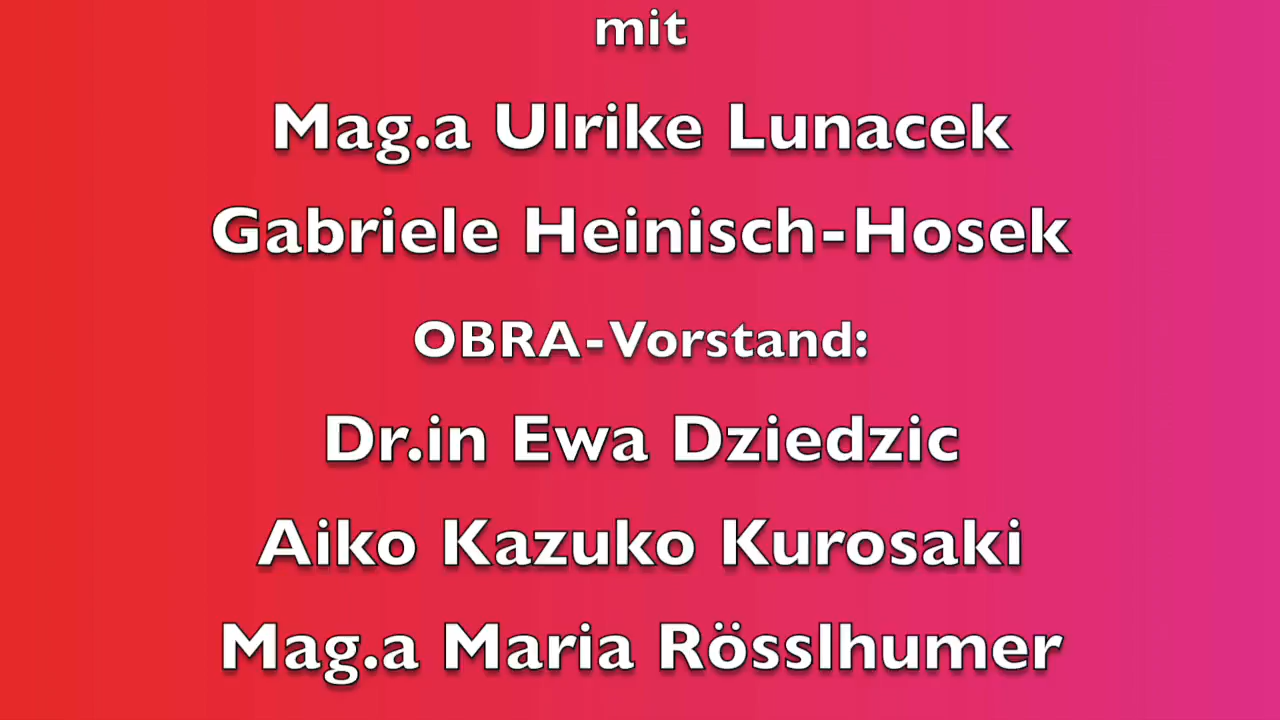 mit
Mag.a Ulrike Lunacek
Gabriele Heinisch-Hosek
OBRA-Vorstand:
Dr.in Ewa Dziedzic
Aiko Kazuko Kurosaki
Mag.a Maria Rösslhumer